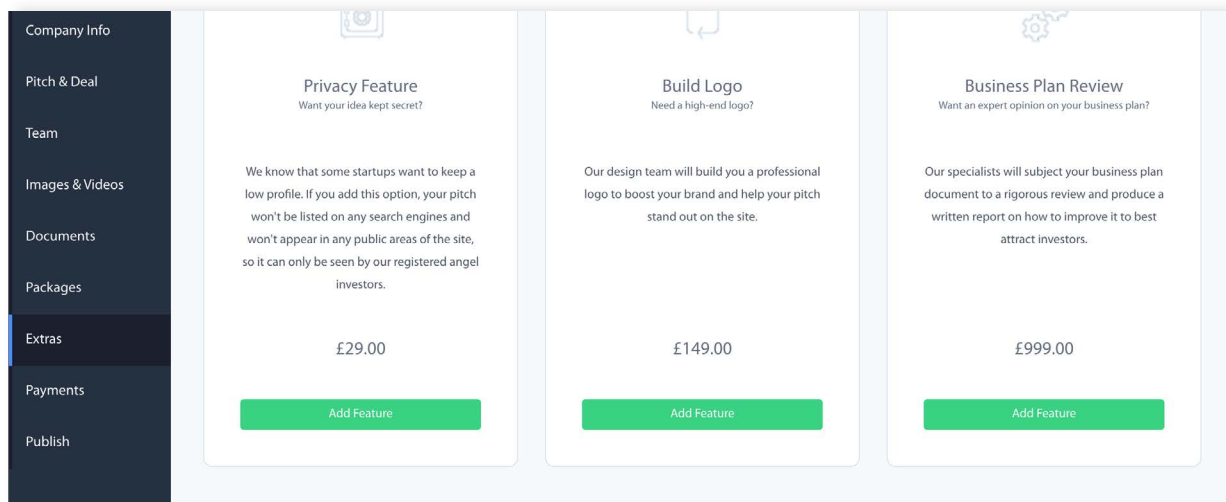 Company Info
Pitch & Deal
Team
Images & Videos
Documents
Packages
Extras
Payments
Publish
Privacy Feature
Want your idea kept secret?
We know that some startups want to keep a
low profile. If you add this option, your pitch
won't be listed on any search engines and
won't appear in any public areas of the site,
so it can only be seen by our registered angel
investors.
£29.00
Add Feature
Build Logo
Need a high-end logo?
Our design team will build you a professional
logo to boost your brand and help your pitch
stand out on the site.
£149.00
Add Feature
Business Plan Review
Want an expert opinion on your business plan?
Our specialists will subject your business plan
document to a rigorous review and produce a
written report on how to improve it to best
attract investors.
£999.00
Add Feature